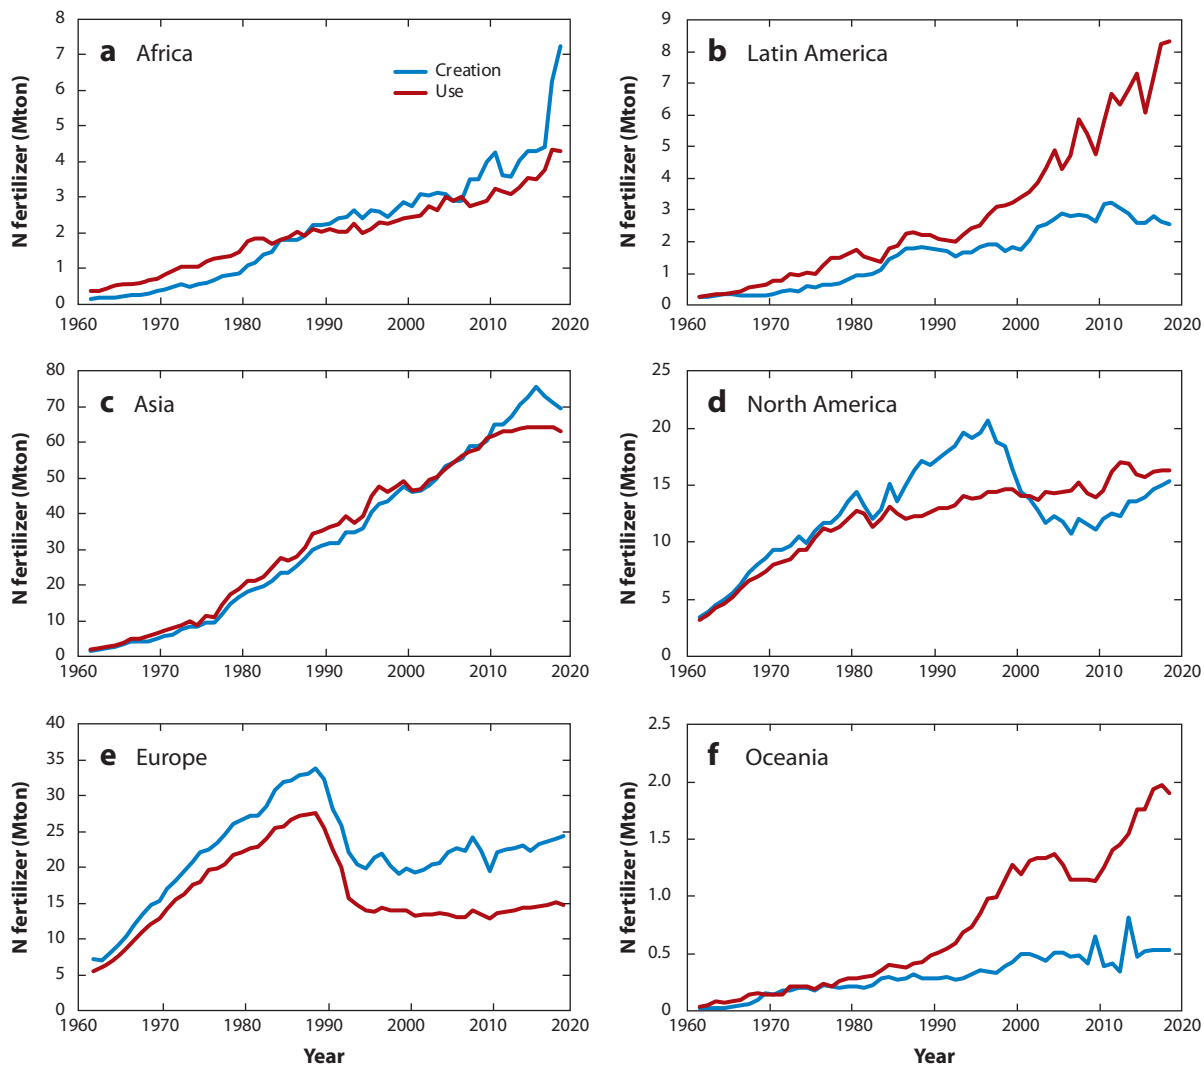 a Africa
Creation
Use
N fertilizer (Mton)
8
7
6
5
4
3
2
1
0
1960 1970 1980 1990 2000 2010 2020
b Latin America
N fertilizer (Mton)
9
8
7
6
5
4
3
2
1
0
1960 1970 1980 1990 2000 2010 2020
c Asia
N fertilizer (Mton)
80
70
60
50
40
30
20
10
0
1960 1970 1980 1990 2000 2010 2020
d North America
N fertilizer (Mton)
25
20
15
10
5
0
1960 1970 1980 1990 2000 2010 2020
e Europe
N fertilizer (Mton)
40
35
30
25
20
15
10
5
0
1960 1970 1980 1990 2000 2010 2020
Year
f Oceania
N fertilizer (Mton)
2.5
2.0
1.5
1.0
0.5
0
1960 1970 1980 1990 2000 2010 2020
Year